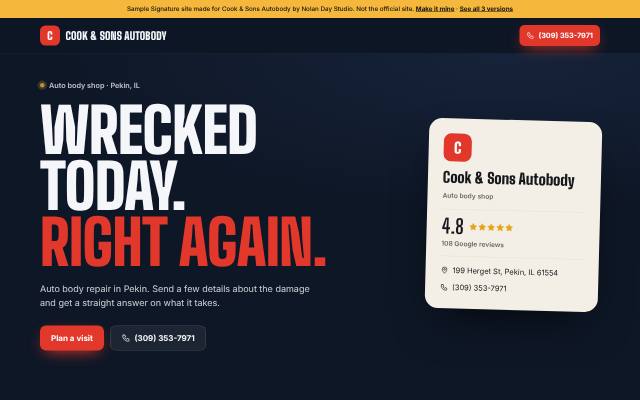 Sample Signature site made for Cook & Sons Autobody by Nolan Day Studio. Not the official site. Make it mine · See all 3 versions
C COOK & SONS AUTOBODY
(309) 353-7971
Auto body shop · Pekin, IL
WRECKED
TODAY.
RIGHT AGAIN.
Auto body repair in Pekin. Send a few details about the damage
and get a straight answer on what it takes.
Plan a visit
(309) 353-7971
C
Cook & Sons Autobody
Auto body shop
4.8 ★★★★★
108 Google reviews
199 Herget St, Pekin, IL 61554
(309) 353-7971